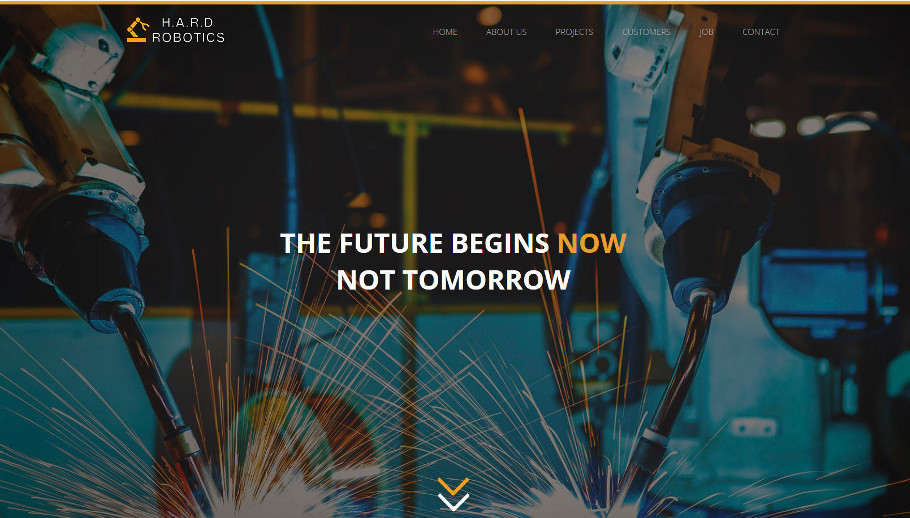 H.A.R.D
ROBOTICS
HOME ABOUT US PROJECTS CUSTOMERS JOB CONTACT
THE FUTURE BEGINS NOW
NOT TOMORROW